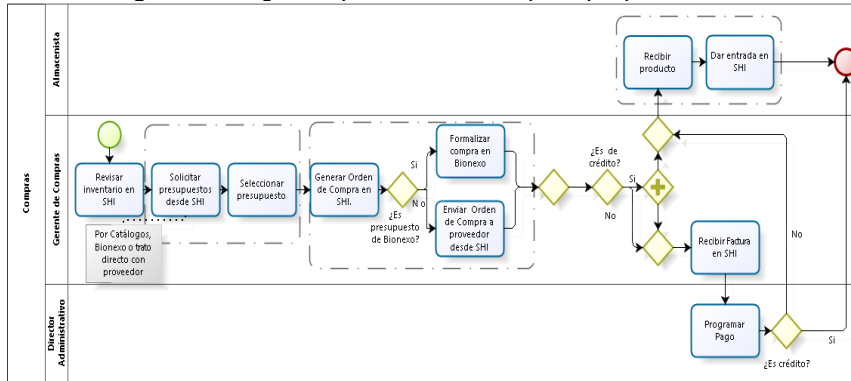 Compras
Almacenista
Recibir
producto
Dar entrada en
SHI
Gerente de Compras
Revisar
inventario en
SHI
Solicitar
presupuestos
desde SHI
Seleccionar
presupuesto
Generar Orden
de Compra en
SHI.
Si
N o
¿Es
presupuesto
de Bionexo?
Formalizar
compra en
Bionexo
Enviar Orden de
Compra a
proveedor
desde SHI
¿Es de
crédito?
Si
No
Recibir Factura
en SHI
No
Por Catálogos,
Bionexo o trato
directo con
proveedor
Director
Administrativo
Programar
Pago
¿Es crédito?
Si